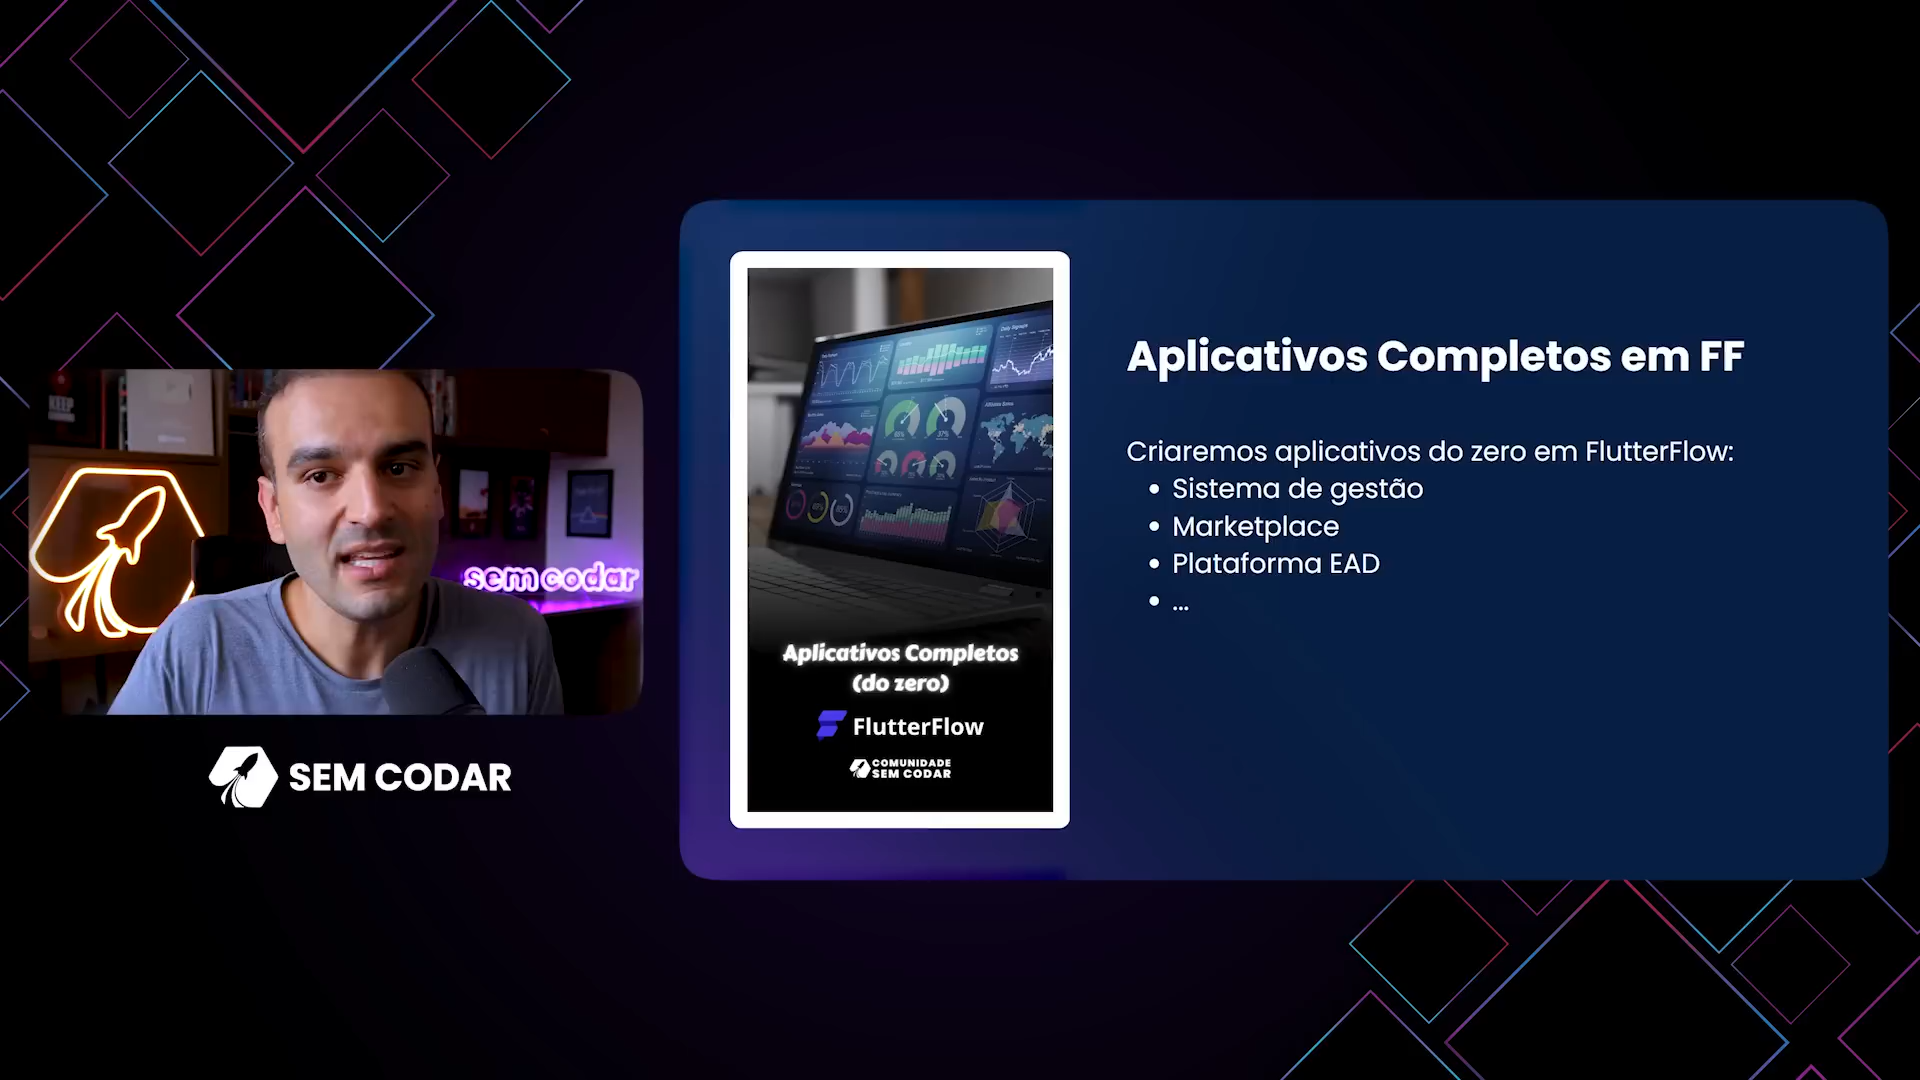 KEEP
sem codar
SEM CODAR
Aplicativos Completos
(do zero)
FlutterFlow
COMUNIDADE
SEM CODAR
Aplicativos Completos em FF
Criaremos aplicativos do zero em FlutterFlow:
• Sistema de gestão
• Marketplace
• Plataforma EAD
• ...